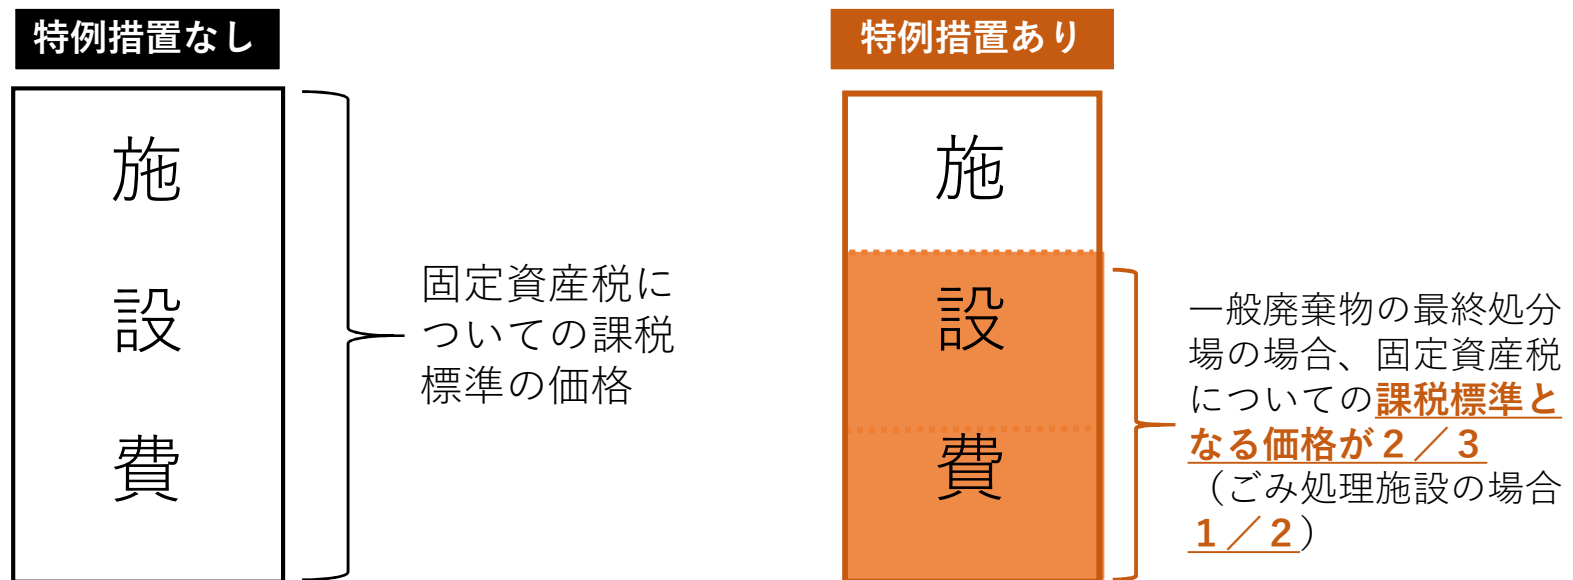 特例措置なし
施
設
費
固定資産税に
ついての課税
標準の価格
特例措置あり
施
設
費
一般廃棄物の最終処分
場の場合、固定資産税
についての課税標準と
なる価格が２／３
（ごみ処理施設の場合
１／２）